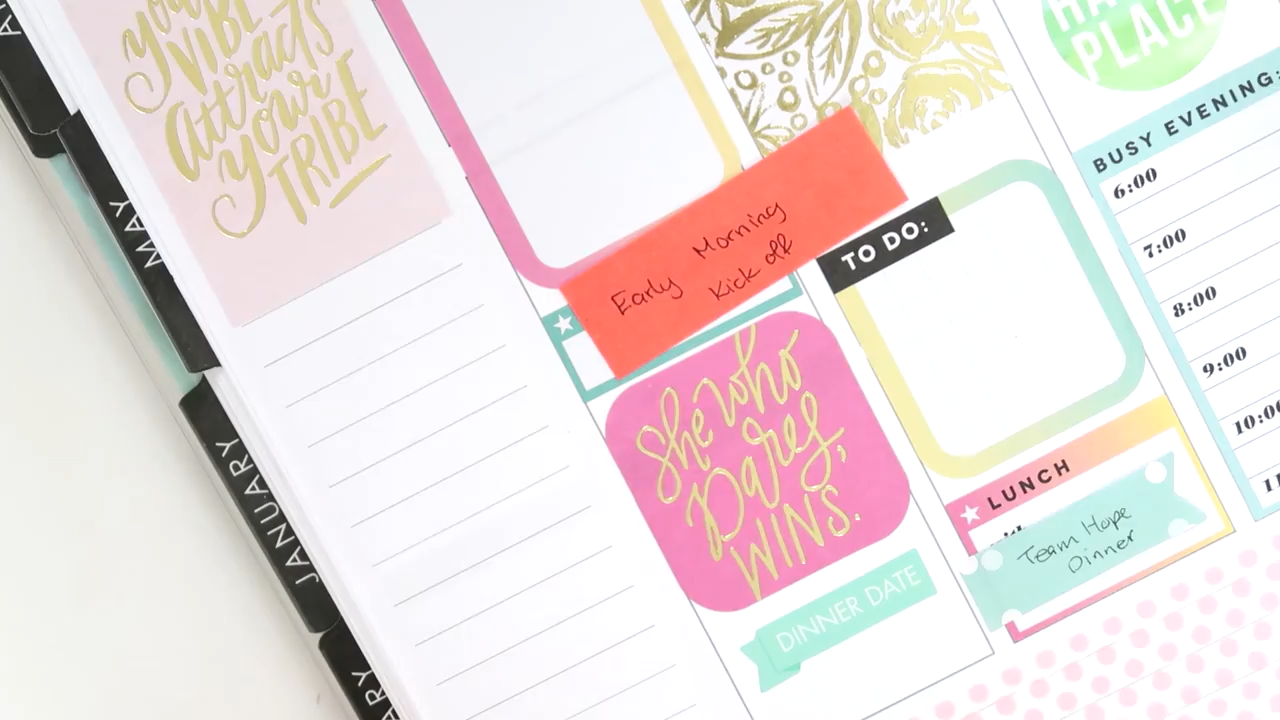 your
VIBE
attracts
your
TRIBE
MAY
JANUARY
Early Morning
Kick off
She who
Dares,
WINS.
DINNER DATE
TO DO:
LUNCH
Team Hope
Dinner
PLACE
BUSY EVENING:
6:00
7:00
8:00
9:00
10:00